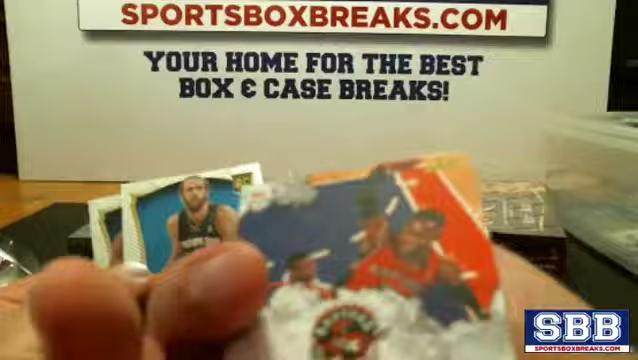 SPORTSBOXBREAKS.COM
YOUR HOME FOR THE BEST
BOX & CASE BREAKS!
SBB
SPORTSBOXBREAKS.COM